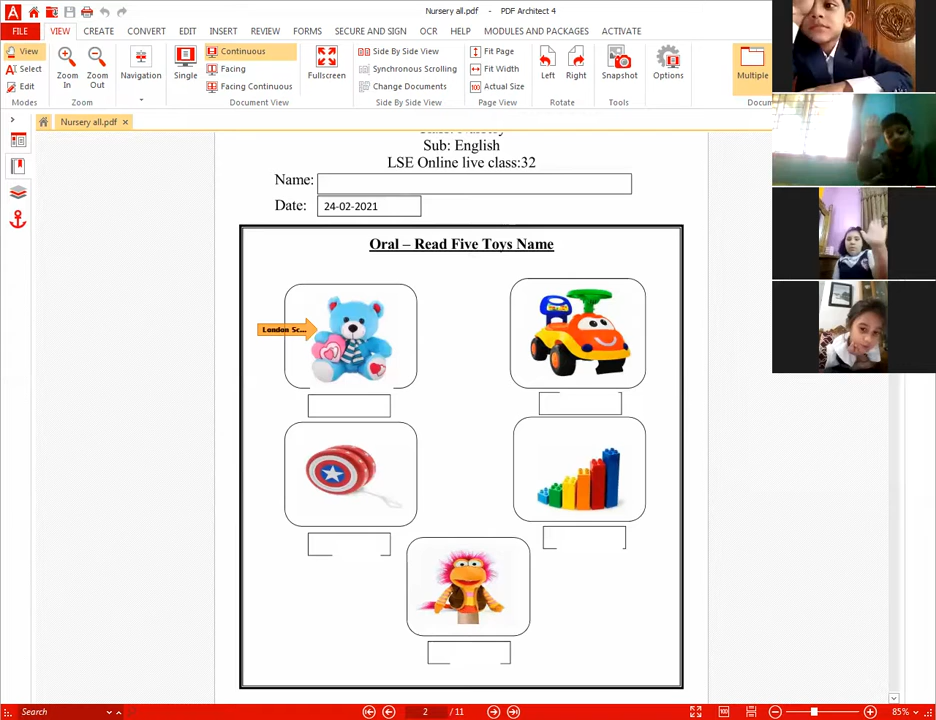 Nursery all.pdf - PDF Architect 4
FILE VIEW CREATE CONVERT EDIT INSERT REVIEW FORMS SECURE AND SIGN OCR HELP MODULES AND PACKAGES ACTIVATE
View
Select
Edit
Modes
Zoom In
Zoom Out
Zoom
Navigation
Single
Continuous
Facing
Facing Continuous
Document View
Fullscreen
Side By Side View
Synchronous Scrolling
Change Documents
Side By Side View
Fit Page
Fit Width
Actual Size
Page View
Left
Right
Rotate
Snapshot
Tools
Options
Multiple
Docum
Nursery all.pdf ×
Sub: English
LSE Online live class:32
Name:
Date: 24-02-2021
Oral – Read Five Toys Name
London Sc...
Search
2 / 11
85%